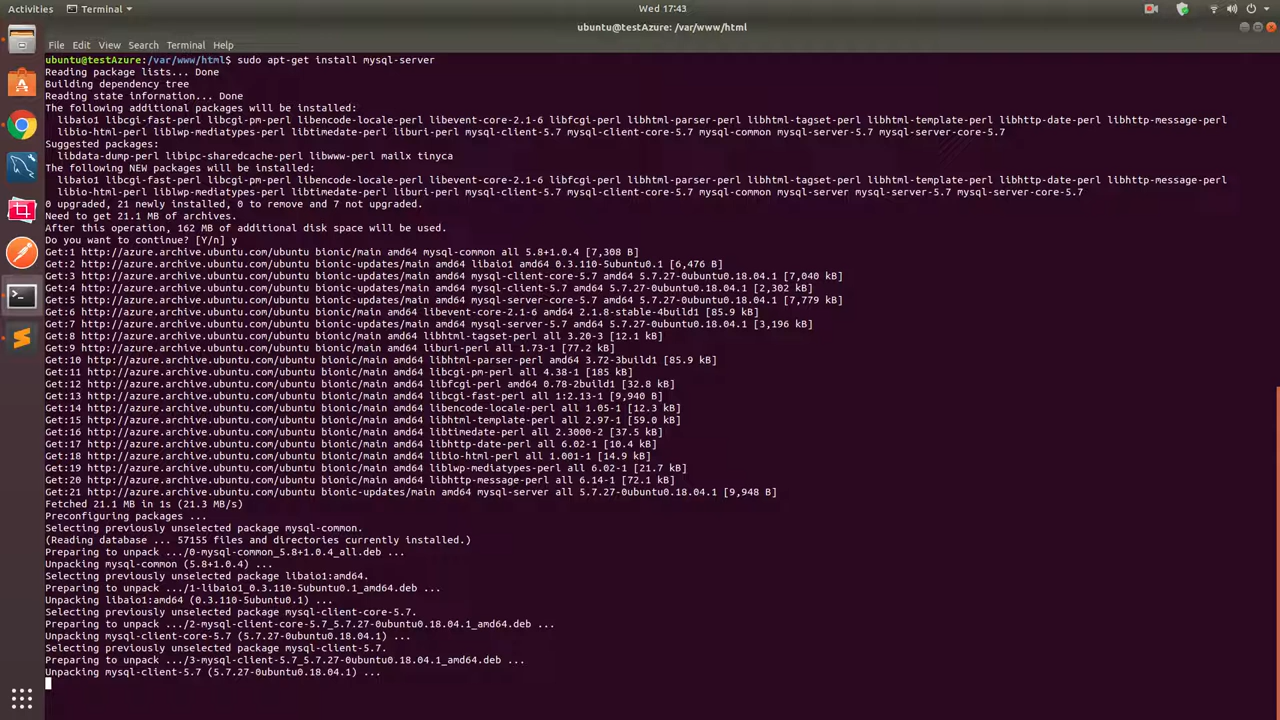 Activities
Terminal
Wed 17:43
ubuntu@testAzure: /var/www/html
File Edit View Search Terminal Help
ubuntu@testAzure:/var/www/html$ sudo apt-get install mysql-server
Reading package lists... Done
Building dependency tree
Reading state information... Done
The following additional packages will be installed:
libaio1 libcgi-fast-perl libcgi-pm-perl libencode-locale-perl libevent-core-2.1-6 libfcgi-perl libhtml-parser-perl libhtml-tagset-perl libhtml-template-perl libhttp-date-perl libhttp-message-perl
libio-html-perl liblwp-mediatypes-perl libtimedate-perl liburi-perl mysql-client-5.7 mysql-client-core-5.7 mysql-common mysql-server-5.7 mysql-server-core-5.7
Suggested packages:
libdata-dump-perl libipc-sharedcache-perl libwww-perl mailx tinyca
The following NEW packages will be installed:
libaio1 libcgi-fast-perl libcgi-pm-perl libencode-locale-perl libevent-core-2.1-6 libfcgi-perl libhtml-parser-perl libhtml-tagset-perl libhtml-template-perl libhttp-date-perl libhttp-message-perl
libio-html-perl liblwp-mediatypes-perl libtimedate-perl liburi-perl mysql-client-5.7 mysql-client-core-5.7 mysql-common mysql-server mysql-server-5.7 mysql-server-core-5.7
0 upgraded, 21 newly installed, 0 to remove and 7 not upgraded.
Need to get 21.1 MB of archives.
After this operation, 162 MB of additional disk space will be used.
Do you want to continue? [Y/n] y
Get:1 http://azure.archive.ubuntu.com/ubuntu bionic/main amd64 mysql-common all 5.8+1.0.4 [7,308 B]
Get:2 http://azure.archive.ubuntu.com/ubuntu bionic-updates/main amd64 libaio1 amd64 0.3.110-5ubuntu0.1 [6,476 B]
Get:3 http://azure.archive.ubuntu.com/ubuntu bionic-updates/main amd64 mysql-client-core-5.7 amd64 5.7.27-0ubuntu0.18.04.1 [7,040 kB]
Get:4 http://azure.archive.ubuntu.com/ubuntu bionic-updates/main amd64 mysql-client-5.7 amd64 5.7.27-0ubuntu0.18.04.1 [2,302 kB]
Get:5 http://azure.archive.ubuntu.com/ubuntu bionic-updates/main amd64 mysql-server-core-5.7 amd64 5.7.27-0ubuntu0.18.04.1 [7,779 kB]
Get:6 http://azure.archive.ubuntu.com/ubuntu bionic/main amd64 libevent-core-2.1-6 amd64 2.1.8-stable-4build1 [85.9 kB]
Get:7 http://azure.archive.ubuntu.com/ubuntu bionic-updates/main amd64 mysql-server-5.7 amd64 5.7.27-0ubuntu0.18.04.1 [3,196 kB]
Get:8 http://azure.archive.ubuntu.com/ubuntu bionic/main amd64 libhtml-tagset-perl all 3.20-3 [12.1 kB]
Get:9 http://azure.archive.ubuntu.com/ubuntu bionic/main amd64 liburi-perl all 1.73-1 [77.2 kB]
Get:10 http://azure.archive.ubuntu.com/ubuntu bionic/main amd64 libhtml-parser-perl amd64 3.72-3build1 [85.9 kB]
Get:11 http://azure.archive.ubuntu.com/ubuntu bionic/main amd64 libcgi-pm-perl all 4.38-1 [185 kB]
Get:12 http://azure.archive.ubuntu.com/ubuntu bionic/main amd64 libfcgi-perl amd64 0.78-2build1 [32.8 kB]
Get:13 http://azure.archive.ubuntu.com/ubuntu bionic/main amd64 libcgi-fast-perl all 1:2.13-1 [9,940 B]
Get:14 http://azure.archive.ubuntu.com/ubuntu bionic/main amd64 libencode-locale-perl all 1.05-1 [12.3 kB]
Get:15 http://azure.archive.ubuntu.com/ubuntu bionic/main amd64 libhtml-template-perl all 2.97-1 [59.0 kB]
Get:16 http://azure.archive.ubuntu.com/ubuntu bionic/main amd64 libtimedate-perl all 2.3000-2 [37.5 kB]
Get:17 http://azure.archive.ubuntu.com/ubuntu bionic/main amd64 libhttp-date-perl all 6.02-1 [10.4 kB]
Get:18 http://azure.archive.ubuntu.com/ubuntu bionic/main amd64 libio-html-perl all 1.001-1 [14.9 kB]
Get:19 http://azure.archive.ubuntu.com/ubuntu bionic/main amd64 liblwp-mediatypes-perl all 6.02-1 [21.7 kB]
Get:20 http://azure.archive.ubuntu.com/ubuntu bionic/main amd64 libhttp-message-perl all 6.14-1 [72.1 kB]
Get:21 http://azure.archive.ubuntu.com/ubuntu bionic-updates/main amd64 mysql-server all 5.7.27-0ubuntu0.18.04.1 [9,948 B]
Fetched 21.1 MB in 1s (21.3 MB/s)
Preconfiguring packages ...
Selecting previously unselected package mysql-common.
(Reading database ... 57155 files and directories currently installed.)
Preparing to unpack .../0-mysql-common_5.8+1.0.4_all.deb ...
Unpacking mysql-common (5.8+1.0.4) ...
Selecting previously unselected package libaio1:amd64.
Preparing to unpack .../1-libaio1_0.3.110-5ubuntu0.1_amd64.deb ...
Unpacking libaio1:amd64 (0.3.110-5ubuntu0.1) ...
Selecting previously unselected package mysql-client-core-5.7.
Preparing to unpack .../2-mysql-client-core-5.7_5.7.27-0ubuntu0.18.04.1_amd64.deb ...
Unpacking mysql-client-core-5.7 (5.7.27-0ubuntu0.18.04.1) ...
Selecting previously unselected package mysql-client-5.7.
Preparing to unpack .../3-mysql-client-5.7_5.7.27-0ubuntu0.18.04.1_amd64.deb ...
Unpacking mysql-client-5.7 (5.7.27-0ubuntu0.18.04.1) ...